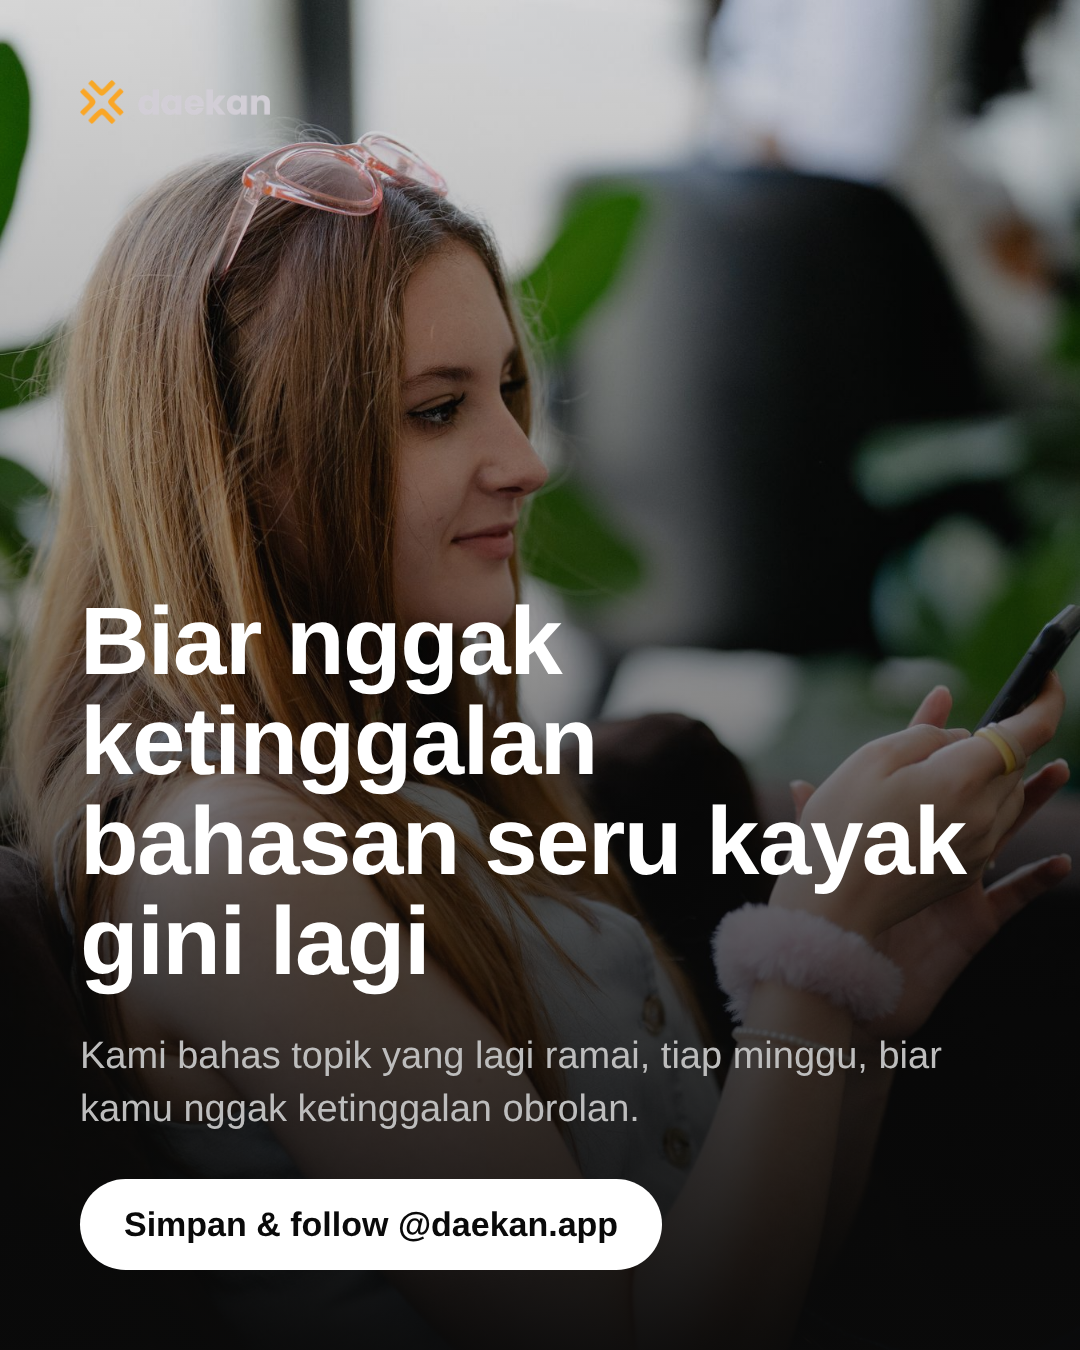 daekan
Biar nggak
ketinggalan
bahasan seru kayak
gini lagi
Kami bahas topik yang lagi ramai, tiap minggu, biar
kamu nggak ketinggalan obrolan.
Simpan & follow @daekan.app